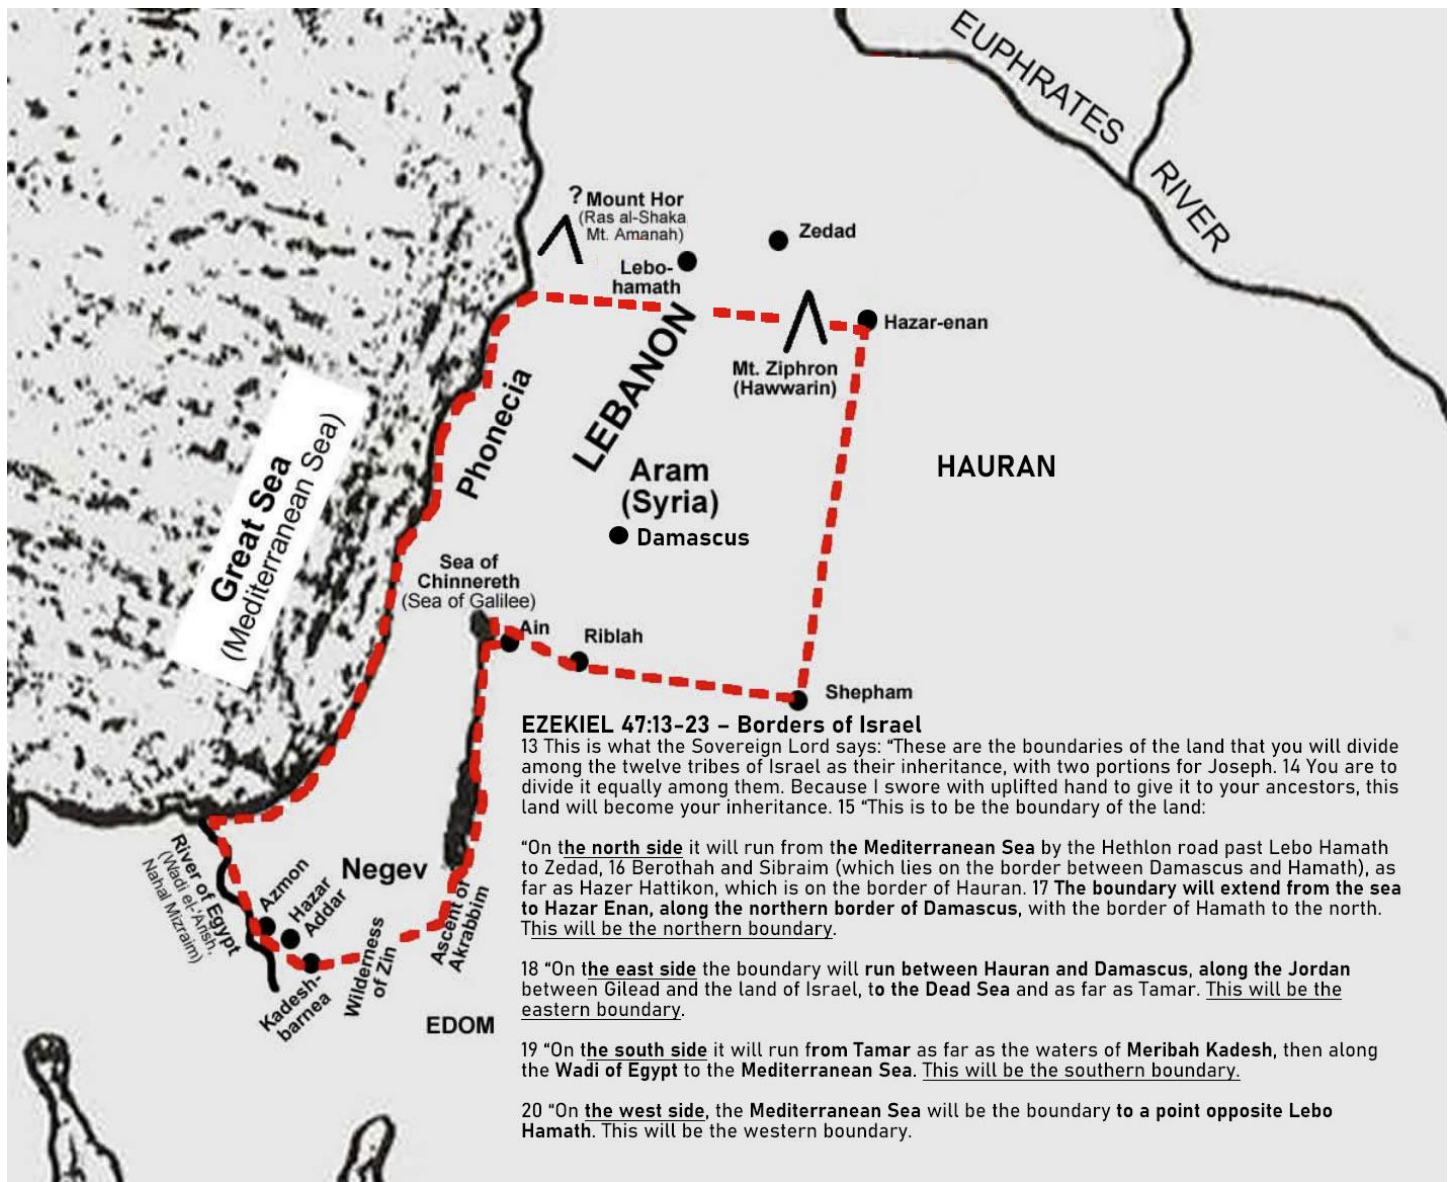 EUPHRATES
RIVER
? Mount Hor
(Ras al-Shaka
Mt. Amanah)
Zedad
Lebo-
hamath
Hazar-enan
LEBANON
Mt. Ziphron
(Hawwarin)
Phonecia
Great Sea
(Mediterranean Sea)
HAURAN
Aram
(Syria)
Damascus
Sea of
Chinnereth
(Sea of Galilee)
Ain
Riblah
Shepham
River of Egypt
(Wadi el-'Arish,
Nahal Mizraim)
Azmon
Hazar
Addar
Negev
Kadesh-
barnea
Wilderness
of Zin
Ascent of
Akrabbim
EDOM
EZEKIEL 47:13-23 – Borders of Israel
13 This is what the Sovereign Lord says: “These are the boundaries of the land that you will divide
among the twelve tribes of Israel as their inheritance, with two portions for Joseph. 14 You are to
divide it equally among them. Because I swore with uplifted hand to give it to your ancestors, this
land will become your inheritance. 15 “This is to be the boundary of the land:
“On the north side it will run from the Mediterranean Sea by the Hethlon road past Lebo Hamath
to Zedad, 16 Berothah and Sibraim (which lies on the border between Damascus and Hamath), as
far as Hazer Hattikon, which is on the border of Hauran. 17 The boundary will extend from the sea
to Hazar Enan, along the northern border of Damascus, with the border of Hamath to the north.
This will be the northern boundary.
18 “On the east side the boundary will run between Hauran and Damascus, along the Jordan
between Gilead and the land of Israel, to the Dead Sea and as far as Tamar. This will be the
eastern boundary.
19 “On the south side it will run from Tamar as far as the waters of Meribah Kadesh, then along
the Wadi of Egypt to the Mediterranean Sea. This will be the southern boundary.
20 “On the west side, the Mediterranean Sea will be the boundary to a point opposite Lebo
Hamath. This will be the western boundary.